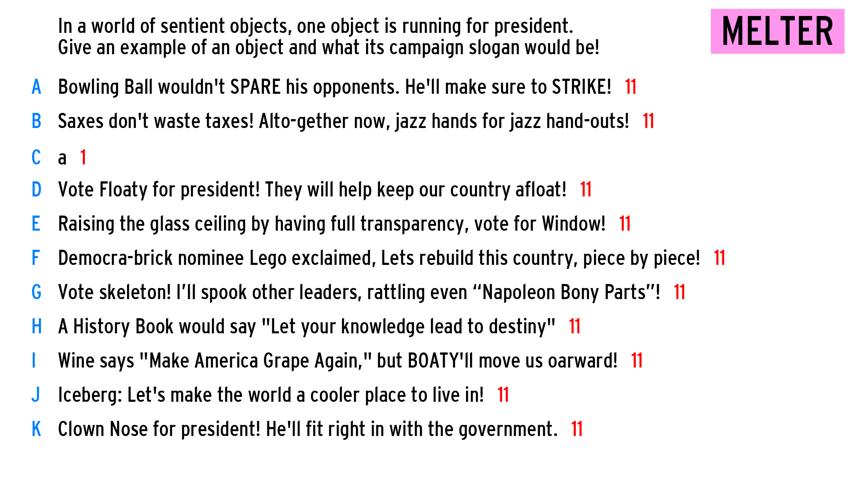 In a world of sentient objects, one object is running for president.
Give an example of an object and what its campaign slogan would be!
MELTER
A Bowling Ball wouldn't SPARE his opponents. He'll make sure to STRIKE! 11
B Saxes don't waste taxes! Alto-gether now, jazz hands for jazz hand-outs! 11
C a 1
D Vote Floaty for president! They will help keep our country afloat! 11
E Raising the glass ceiling by having full transparency, vote for Window! 11
F Democra-brick nominee Lego exclaimed, Lets rebuild this country, piece by piece! 11
G Vote skeleton! I’ll spook other leaders, rattling even “Napoleon Bony Parts”! 11
H A History Book would say "Let your knowledge lead to destiny" 11
I Wine says "Make America Grape Again," but BOATY'll move us oarward! 11
J Iceberg: Let's make the world a cooler place to live in! 11
K Clown Nose for president! He'll fit right in with the government. 11